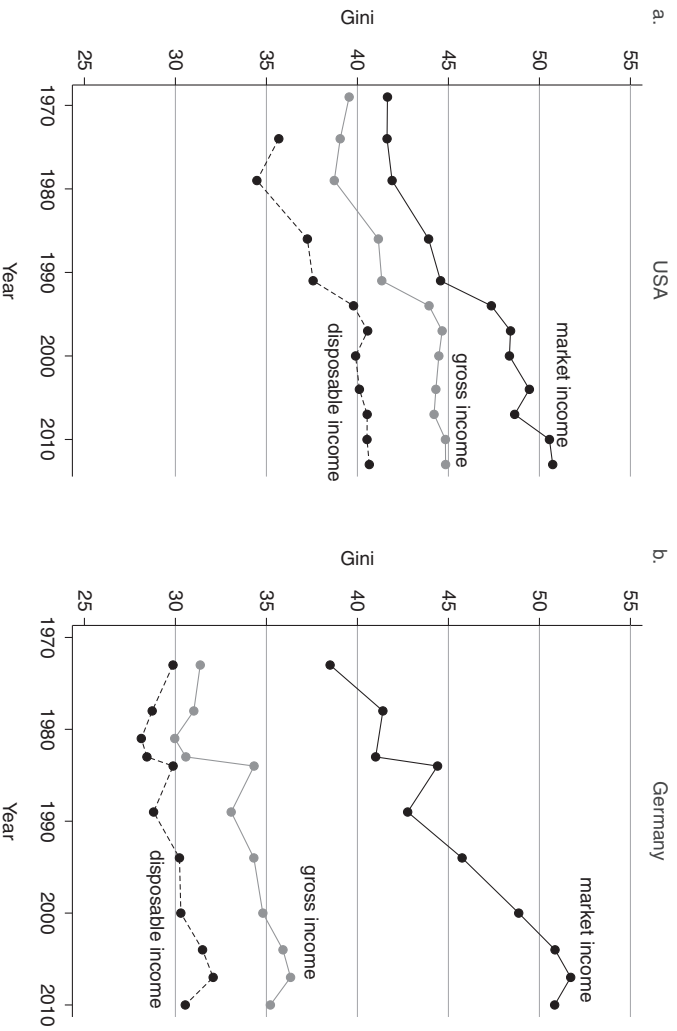 a.
USA
Gini
55
50
45
40
35
30
25
market income
gross income
disposable income
1970
1980
1990
2000
2010
Year
b.
Germany
Gini
55
50
45
40
35
30
25
market income
gross income
disposable income
1970
1980
1990
2000
2010
Year